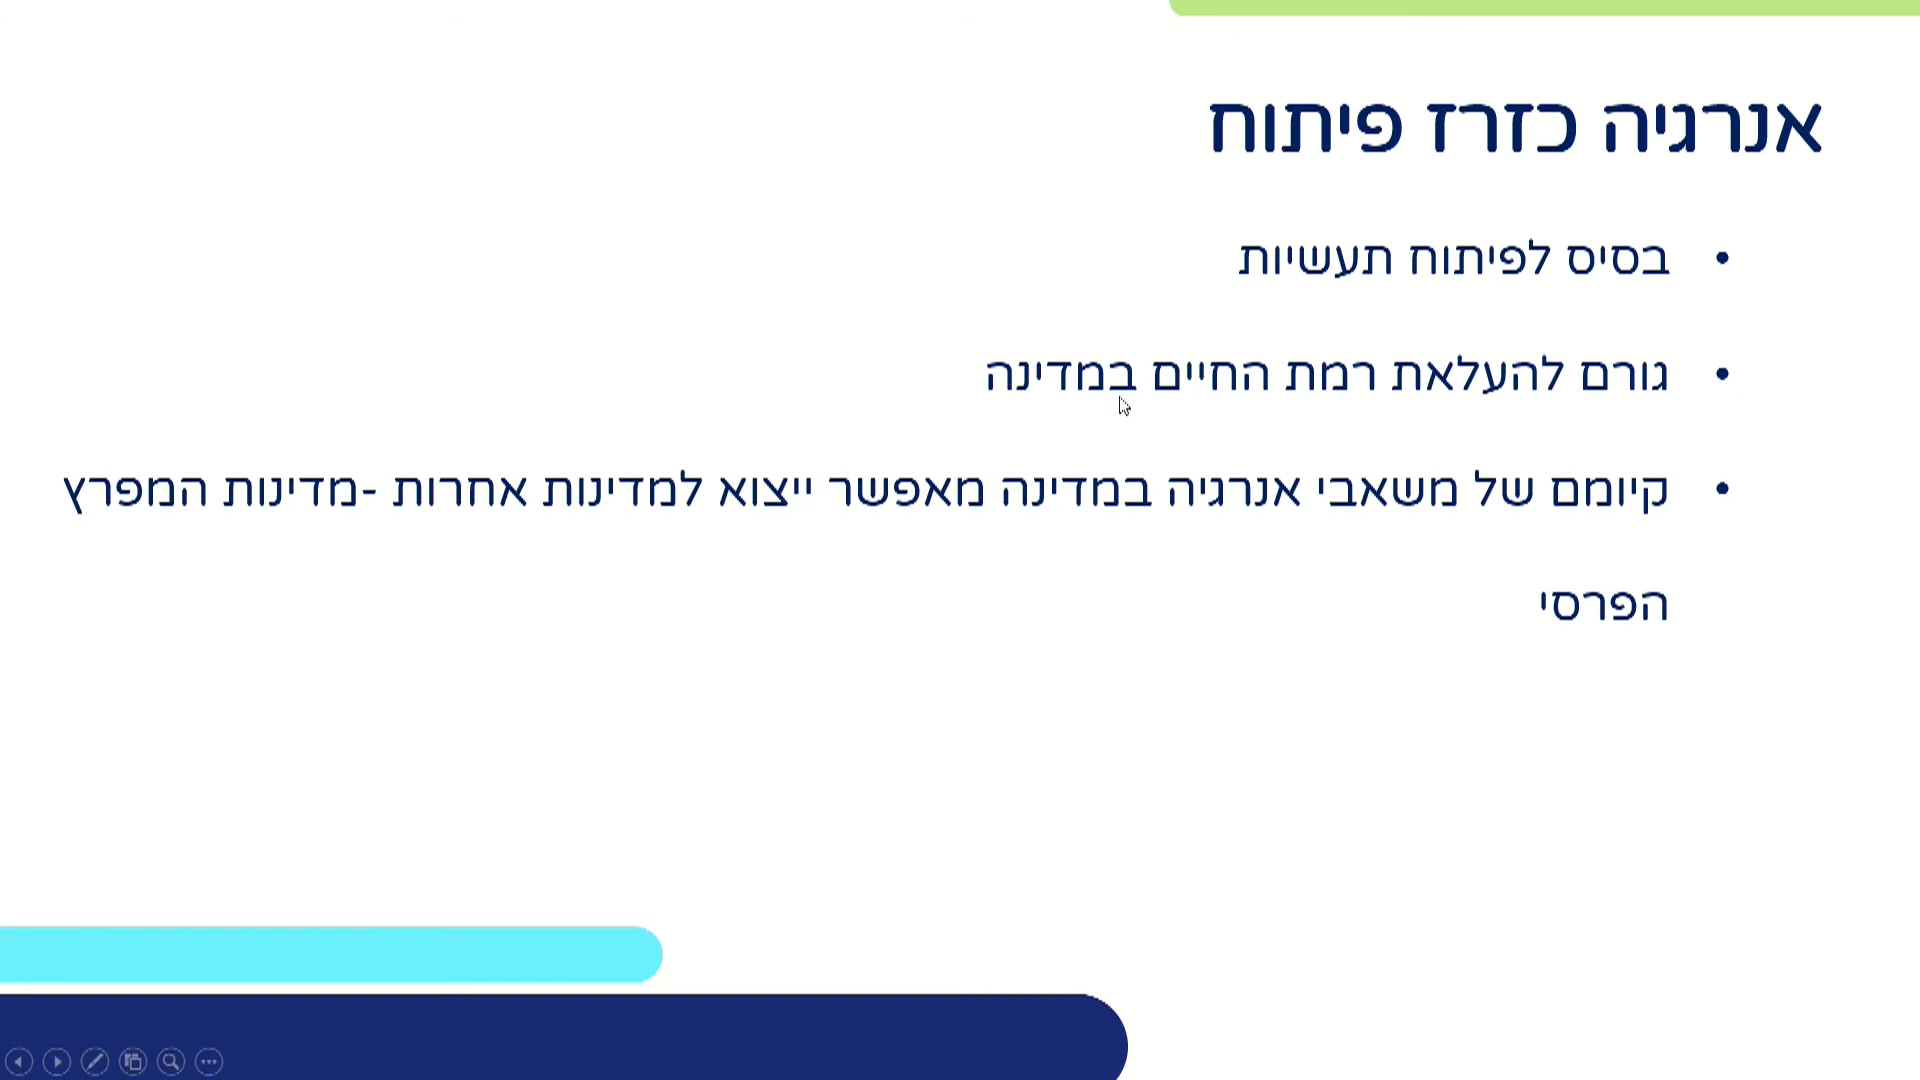 אנרגיה כזרז פיתוח
• בסיס לפיתוח תעשיות
• גורם להעלאת רמת החיים במדינה
• קיומם של משאבי אנרגיה במדינה מאפשר ייצוא למדינות אחרות -מדינות המפרץ
הפרסי